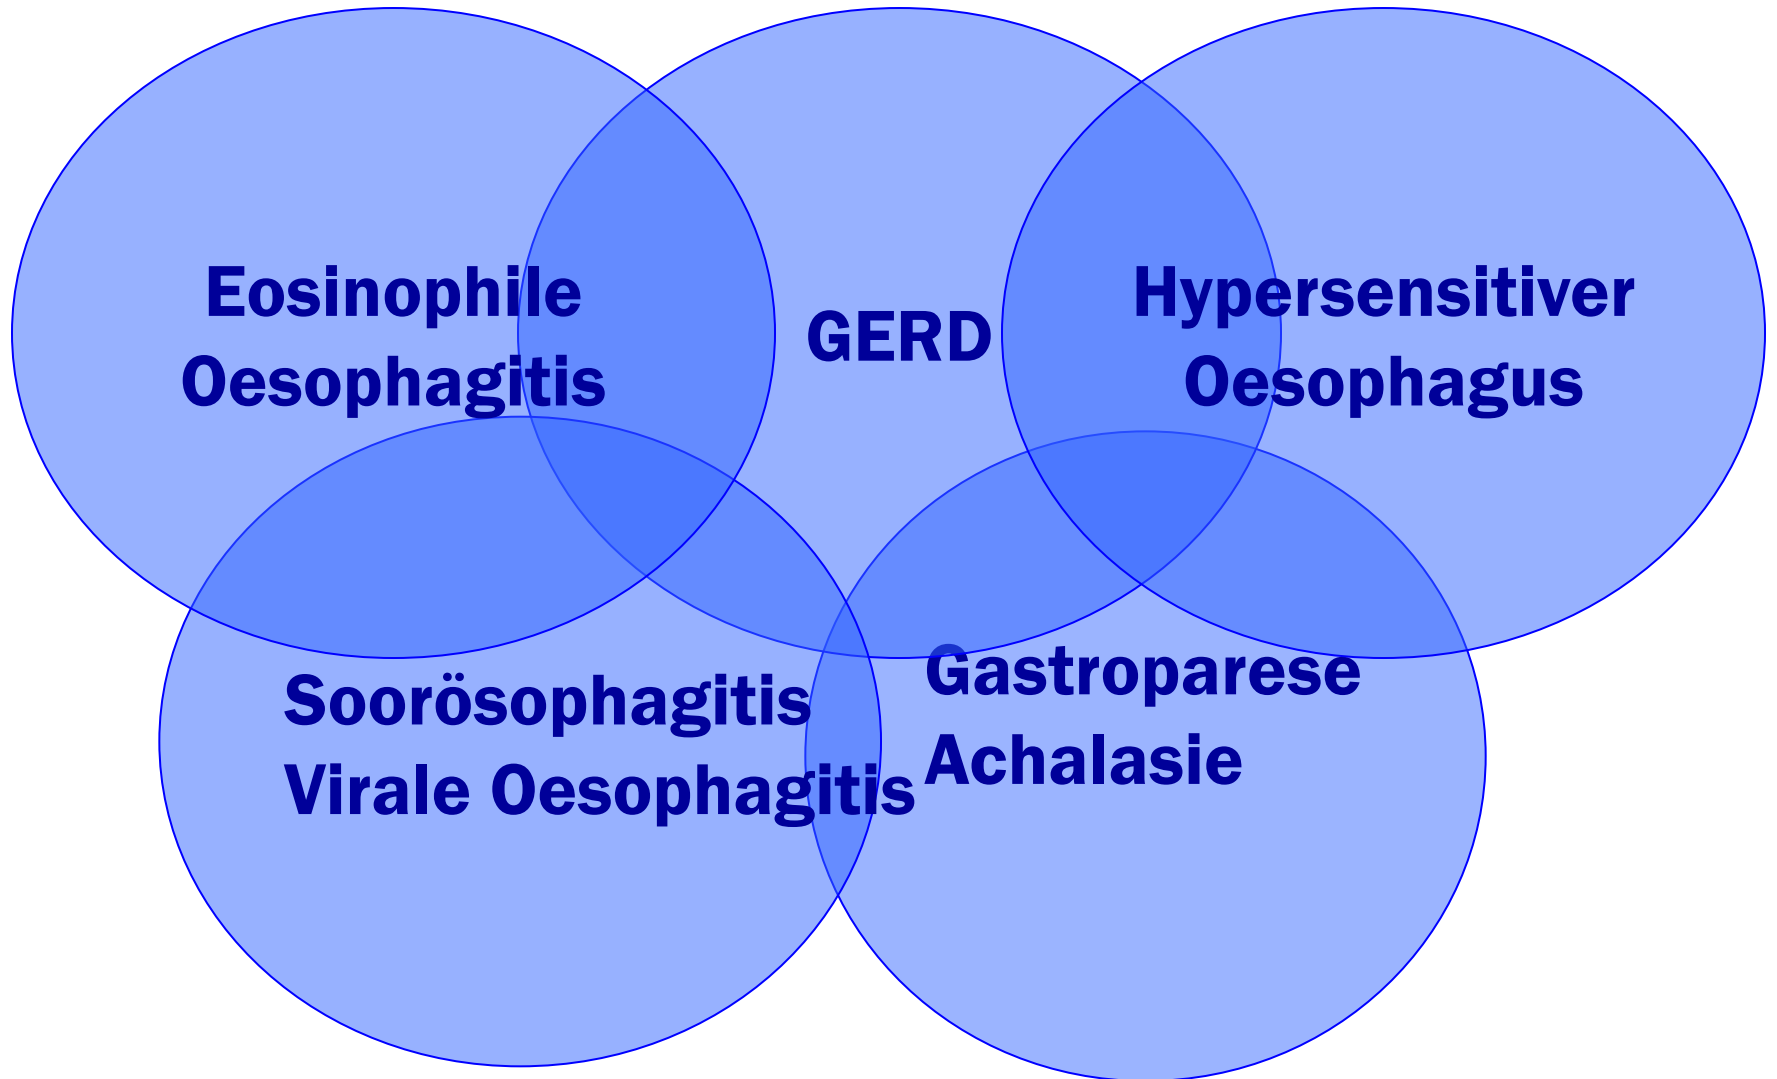 Eosinophile
Oesophagitis
GERD
Hypersensitiver
Oesophagus
Soorösophagitis
Virale Oesophagitis
Gastroparese
Achalasie